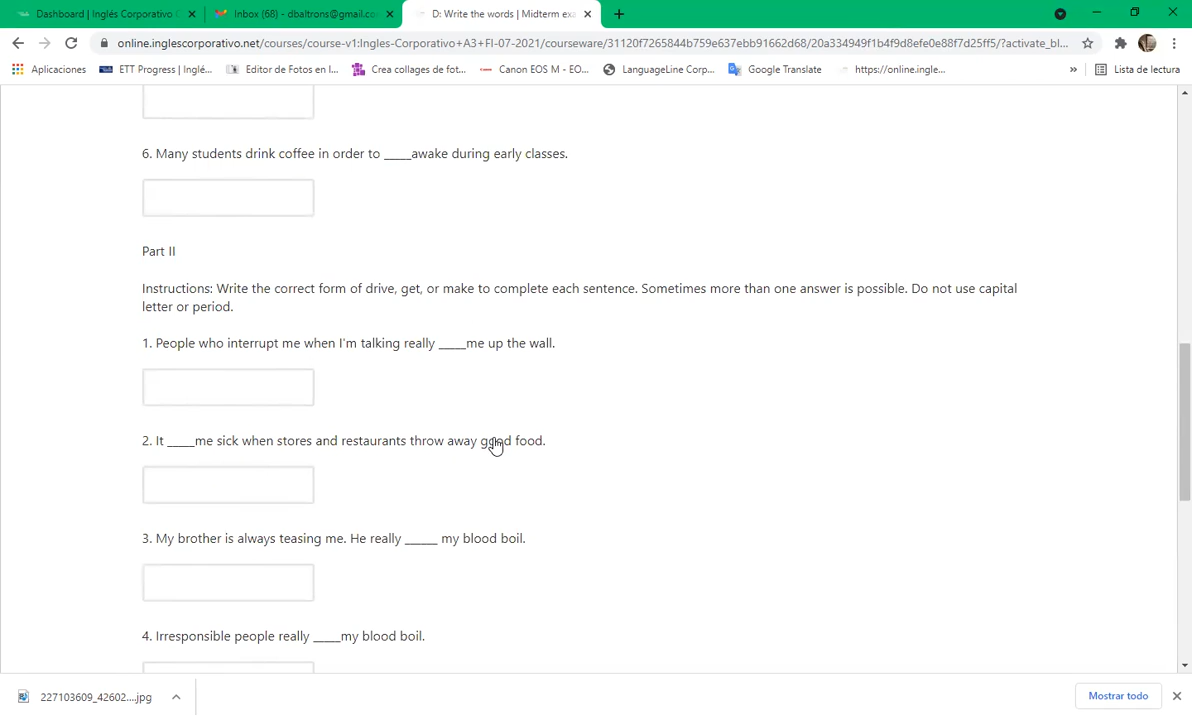 Dashboard | Inglés Corporativo
Inbox (68) - dbaltrons@gmail.co
D: Write the words | Midterm exa
online.inglescorporativo.net/courses/course-v1:Ingles-Corporativo+A3+FI-07-2021/courseware/31120f7265844b759e637ebb91662d68/20a334949f1b4f9d8efe0e88f7d25ff5/?activate_bl...
Aplicaciones ETT Progress | Inglé... Editor de Fotos en l... Crea collages de fot... Canon EOS M - EO... LanguageLine Corp... Google Translate https://online.ingle... » Lista de lectura
6. Many students drink coffee in order to ____awake during early classes.
Part II
Instructions: Write the correct form of drive, get, or make to complete each sentence. Sometimes more than one answer is possible. Do not use capital
letter or period.
1. People who interrupt me when I'm talking really ____me up the wall.
2. It ____me sick when stores and restaurants throw away good food.
3. My brother is always teasing me. He really _____ my blood boil.
4. Irresponsible people really ____my blood boil.
227103609_42602....jpg
Mostrar todo